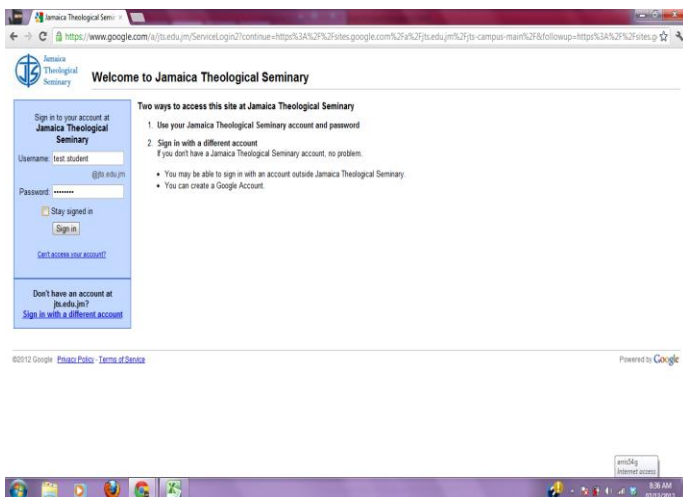 Jamaica Theological Semin
https://www.google.com/a/jts.edu.jm/ServiceLogin2?continue=https%3A%2F%2Fsites.google.com%2Fa%2Fjts.edu.jm%2Fjts-campus-main%2F&followup=https%3A%2F%2Fsites.g
Jamaica
Theological
Seminary
JTS
Welcome to Jamaica Theological Seminary
Sign in to your account at
Jamaica Theological
Seminary
Username: test.student
@jts.edu.jm
Password: ••••••••
Stay signed in
Sign in
Can't access your account?
Don't have an account at
jts.edu.jm?
Sign in with a different account
Two ways to access this site at Jamaica Theological Seminary
1. Use your Jamaica Theological Seminary account and password
2. Sign in with a different account
If you don't have a Jamaica Theological Seminary account, no problem.
• You may be able to sign in with an account outside Jamaica Theological Seminary.
• You can create a Google Account.
©2012 Google Privacy Policy - Terms of Service
Powered by Google
Internet access
9:36 AM